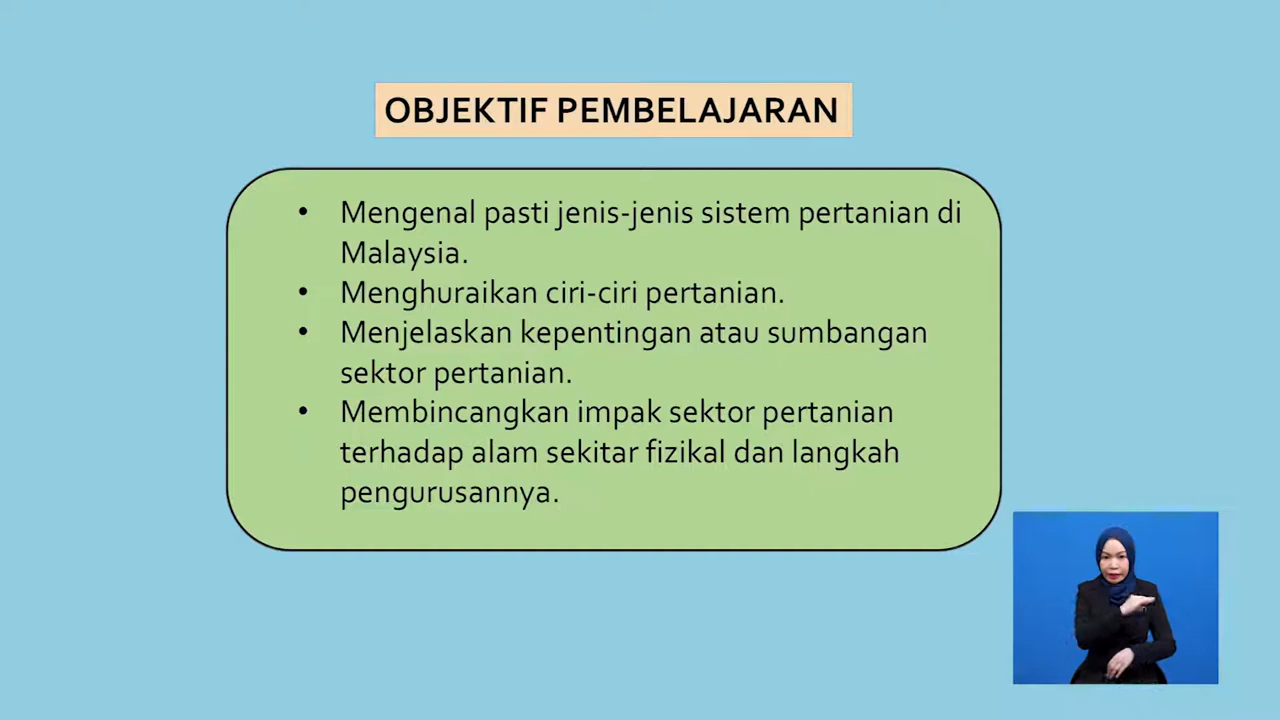 OBJEKTIF PEMBELAJARAN
• Mengenal pasti jenis-jenis sistem pertanian di
Malaysia.
• Menghuraikan ciri-ciri pertanian.
• Menjelaskan kepentingan atau sumbangan
sektor pertanian.
• Membincangkan impak sektor pertanian
terhadap alam sekitar fizikal dan langkah
pengurusannya.